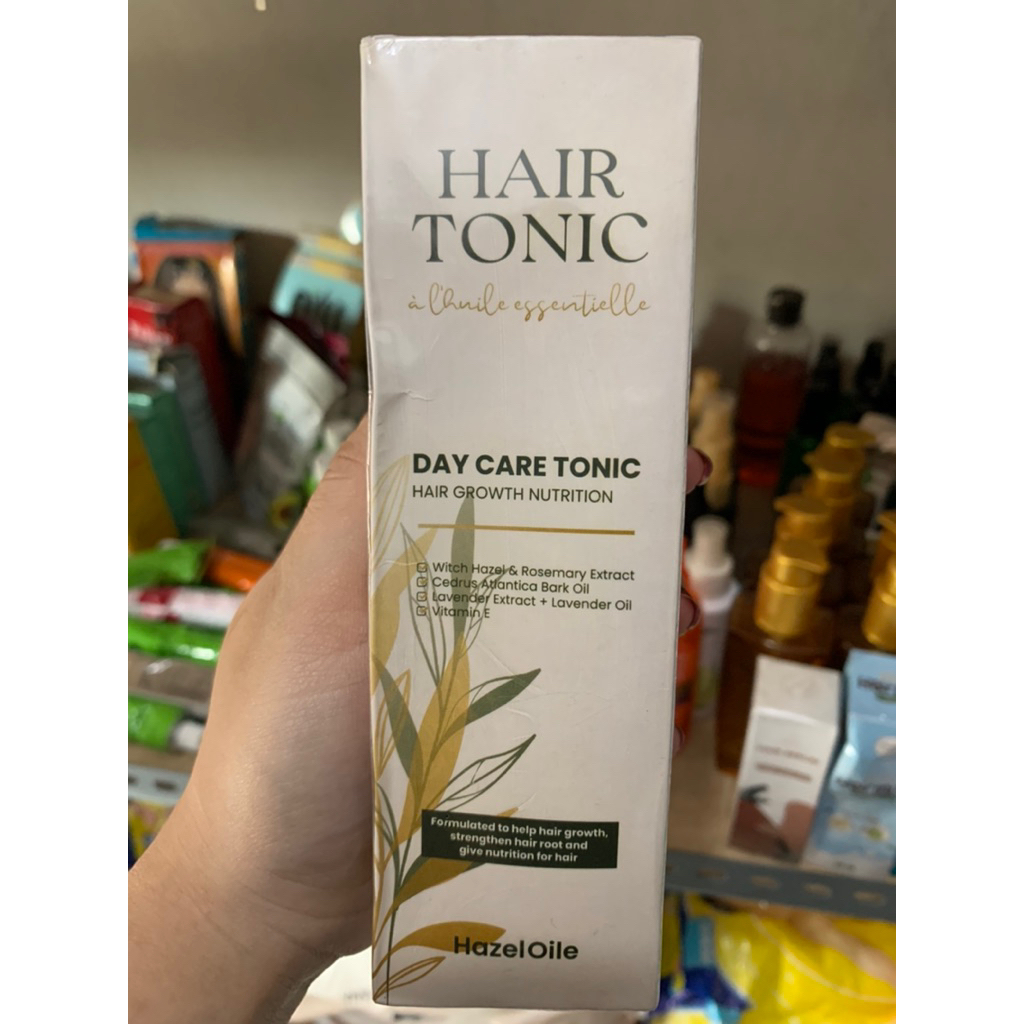 HAIR
TONIC
à l'huile essentielle
DAY CARE TONIC
HAIR GROWTH NUTRITION
Witch Hazel & Rosemary Extract
Cedrus Atlantica Bark Oil
Lavender Extract + Lavender Oil
Vitamin E
Formulated to help hair growth,
strengthen hair root and
give nutrition for hair
HazelOile